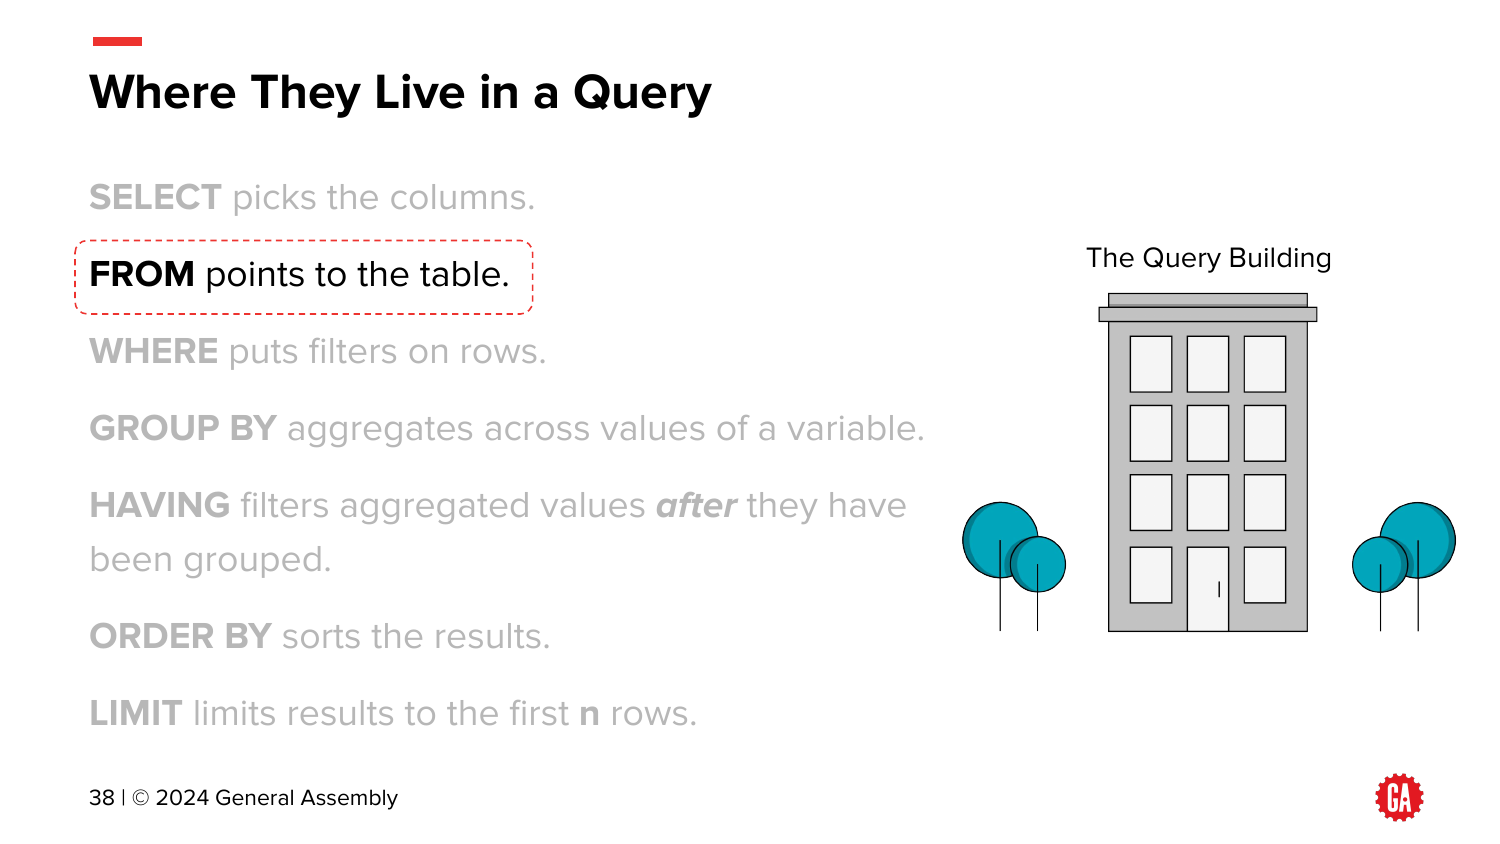 Where They Live in a Query
SELECT picks the columns.
FROM points to the table.
WHERE puts filters on rows.
GROUP BY aggregates across values of a variable.
HAVING filters aggregated values after they have
been grouped.
ORDER BY sorts the results.
LIMIT limits results to the first n rows.
The Query Building
38 | © 2024 General Assembly
GA